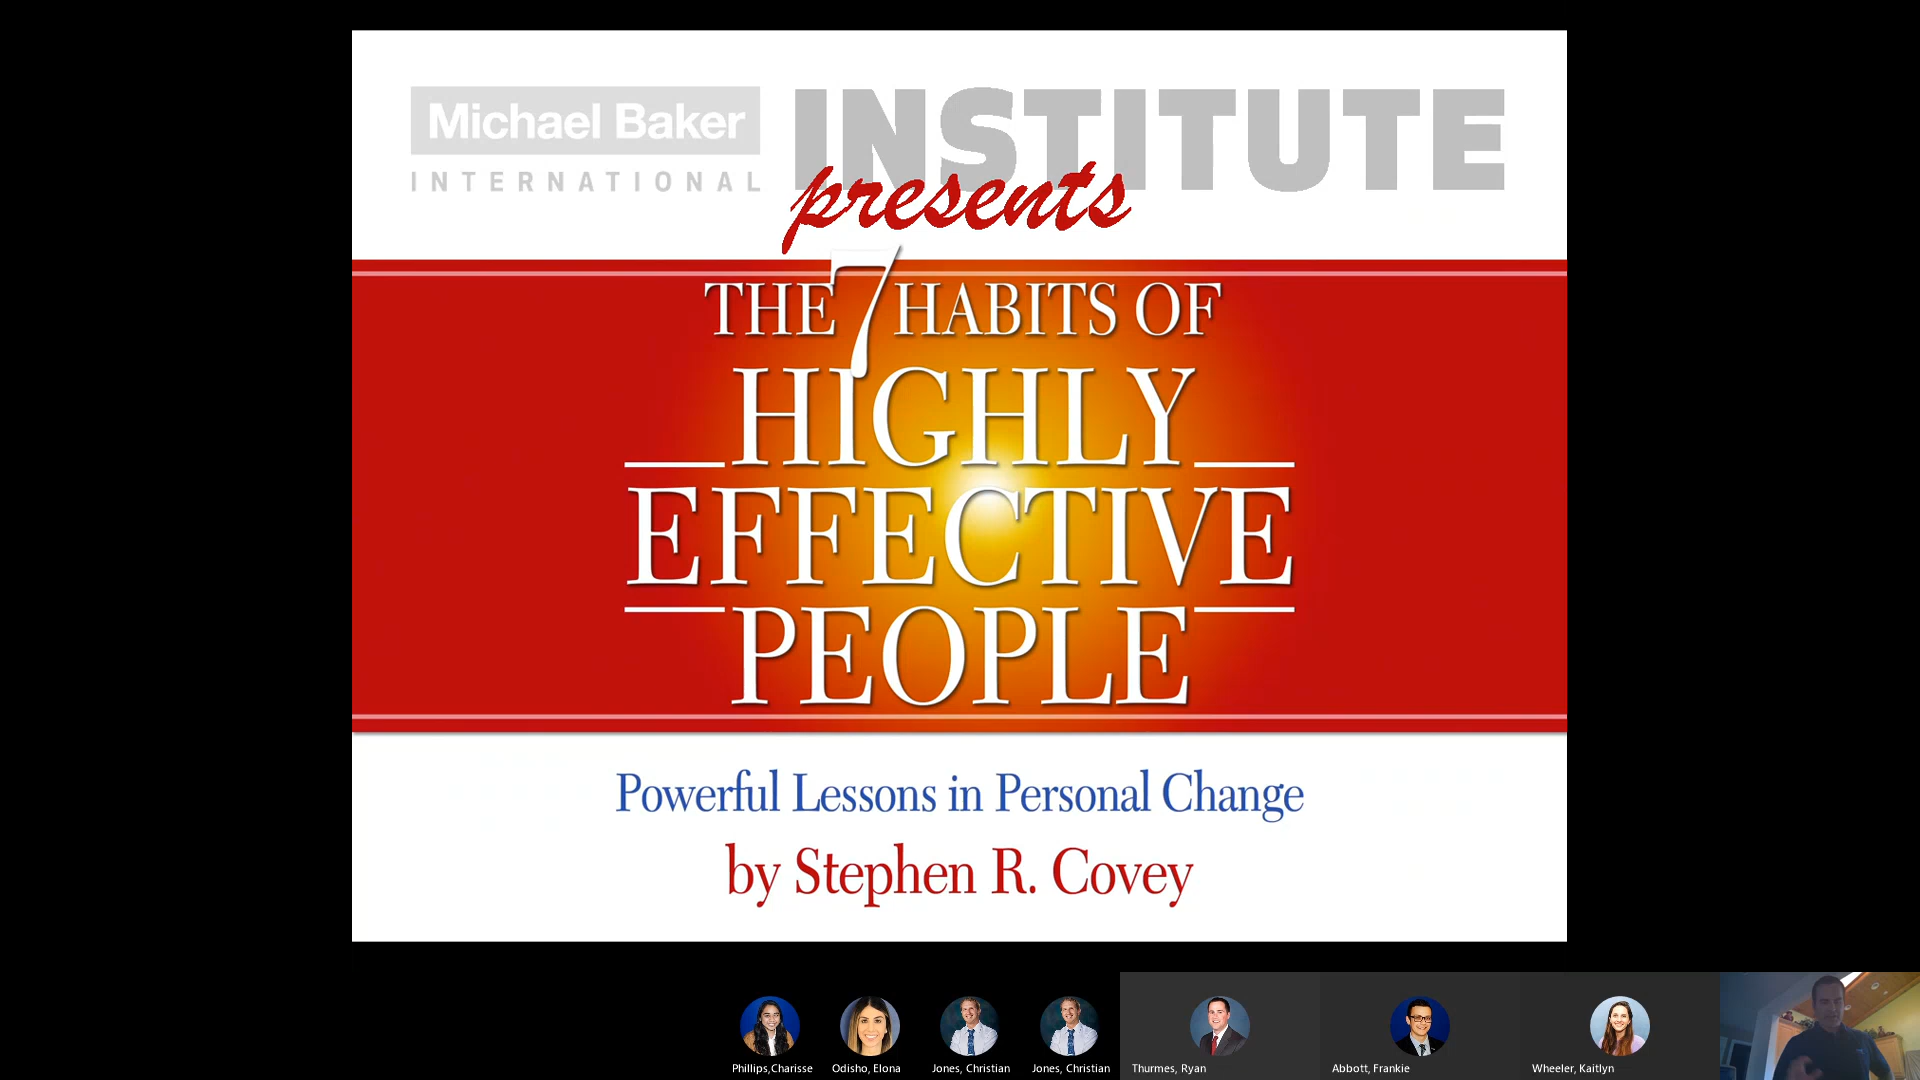 Michael Baker
INTERNATIONAL
INSTITUTE
presents
THE 7 HABITS OF
HIGHLY
EFFECTIVE
PEOPLE
Powerful Lessons in Personal Change
by Stephen R. Covey
Phillips,Charisse
Odisho, Elona
Jones, Christian
Jones, Christian
Thurmes, Ryan
Abbott, Frankie
Wheeler, Kaitlyn